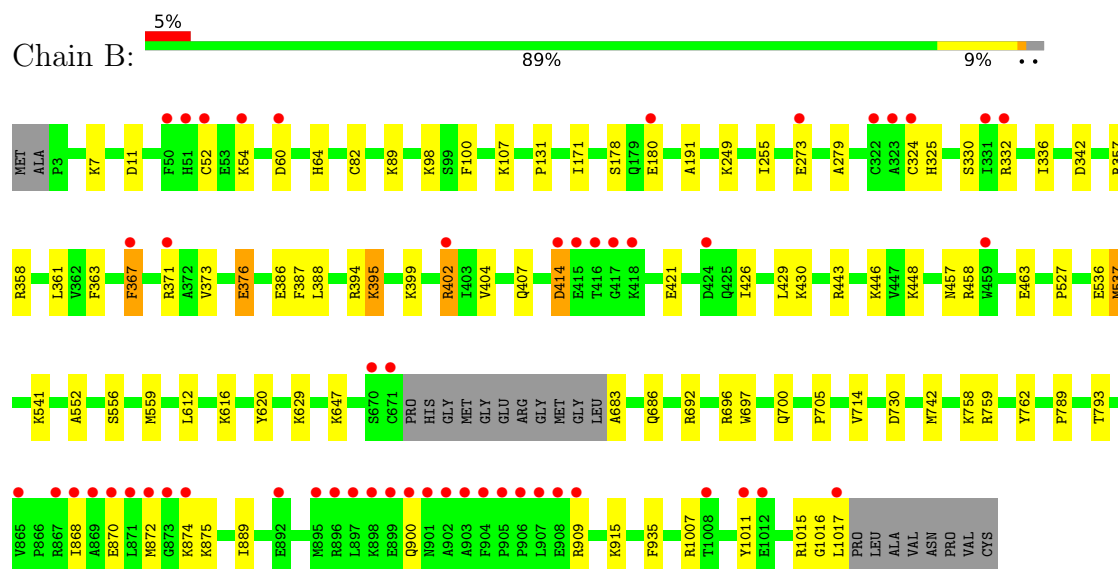 5%
Chain B:
89% 9% • •
MET ALA P3 K7 D11 F50 H51 C52 E53 K54 D60 H64 C82 K89 K98 S99 F100 K107 P131 I171 S178 Q179 E180 A191 K249 I255 E273 A279 C322 A323 C324 H325 S330 I331 R332 I336 D342 R357
R358 L361 V362 F363 F367 R371 A372 V373 E376 E386 F387 L388 R394 K395 K399 R402 I403 V404 Q407 D414 E415 T416 G417 K418 E421 D424 Q425 I426 L429 K430 R443 K446 V447 K448 N457 R458 W459 E463 P527 E536 M537
K541 A552 S556 M559 L612 K616 Y620 K629 K647 S670 C671 PRO HIS GLY MET GLY GLU ARG GLY MET GLY LEU A683 Q686 R692 R696 W697 Q700 P705 V714 D730 M742 K758 R759 Y762 P789 T793
V865 P866 R867 I868 A869 E870 L871 M872 G873 K874 K875 I889 E892 M895 R896 L897 K898 E899 Q900 N901 A902 A903 F904 P905 P906 L907 E908 R909 K915 F935 R1007 T1008 Y1011 E1012 R1015 G1016 L1017 PRO LEU ALA VAL ASN PRO VAL CYS